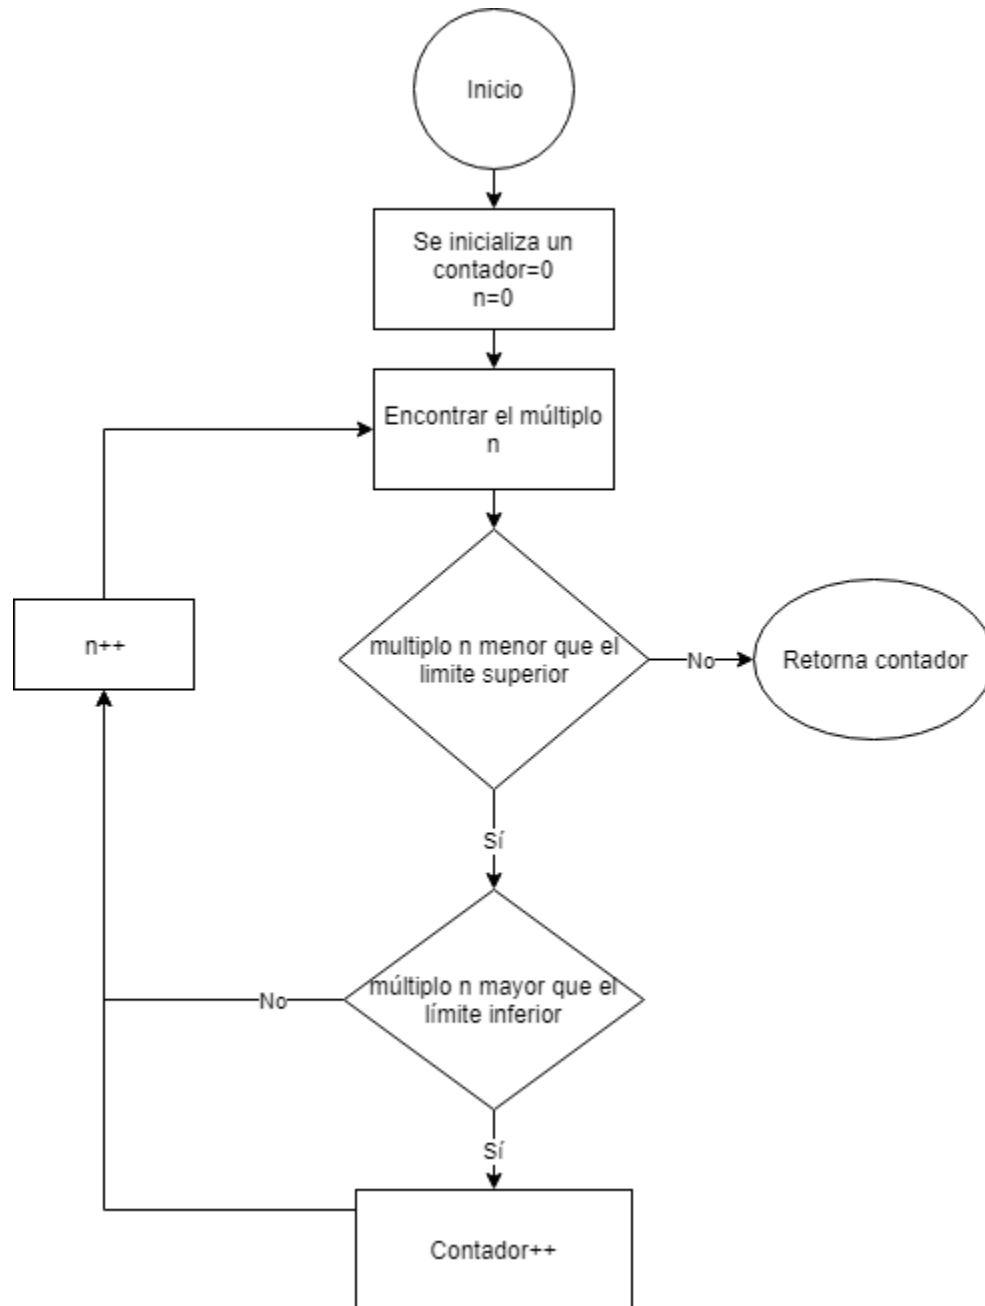 Inicio
Se inicializa un
contador=0
n=0
Encontrar el múltiplo
n
n++
multiplo n menor que el
limite superior
No
Retorna contador
Sí
múltiplo n mayor que el
límite inferior
No
Sí
Contador++